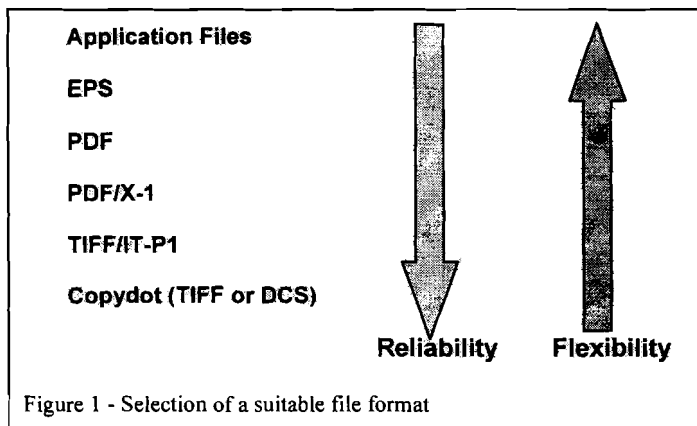 Application Files
EPS
PDF
PDF/X-1
TIFF/IT-P1
Copydot (TIFF or DCS)
Reliability Flexibility
Figure 1 - Selection of a suitable file format